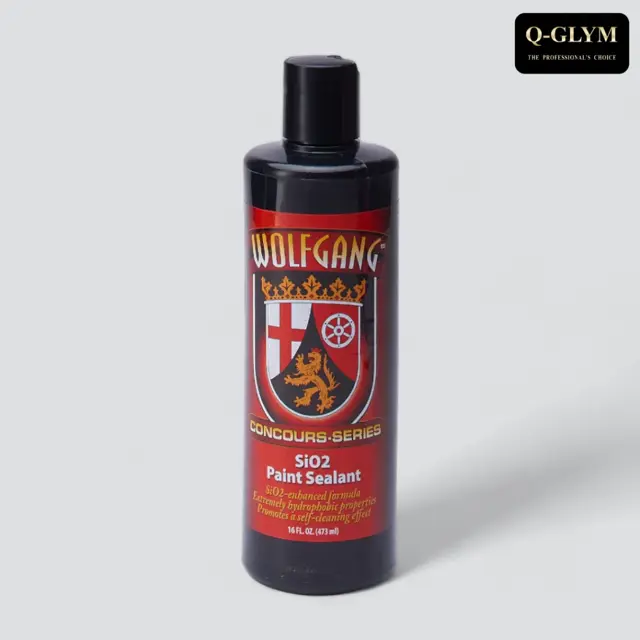 Q-GLYM
THE PROFESSIONAL'S CHOICE
WOLFGANG™
CONCOURS-SERIES
SiO2
Paint Sealant
SiO2-enhanced formula
Extremely hydrophobic properties
Promotes a self-cleaning effect
16 FL. OZ. (473 ml)